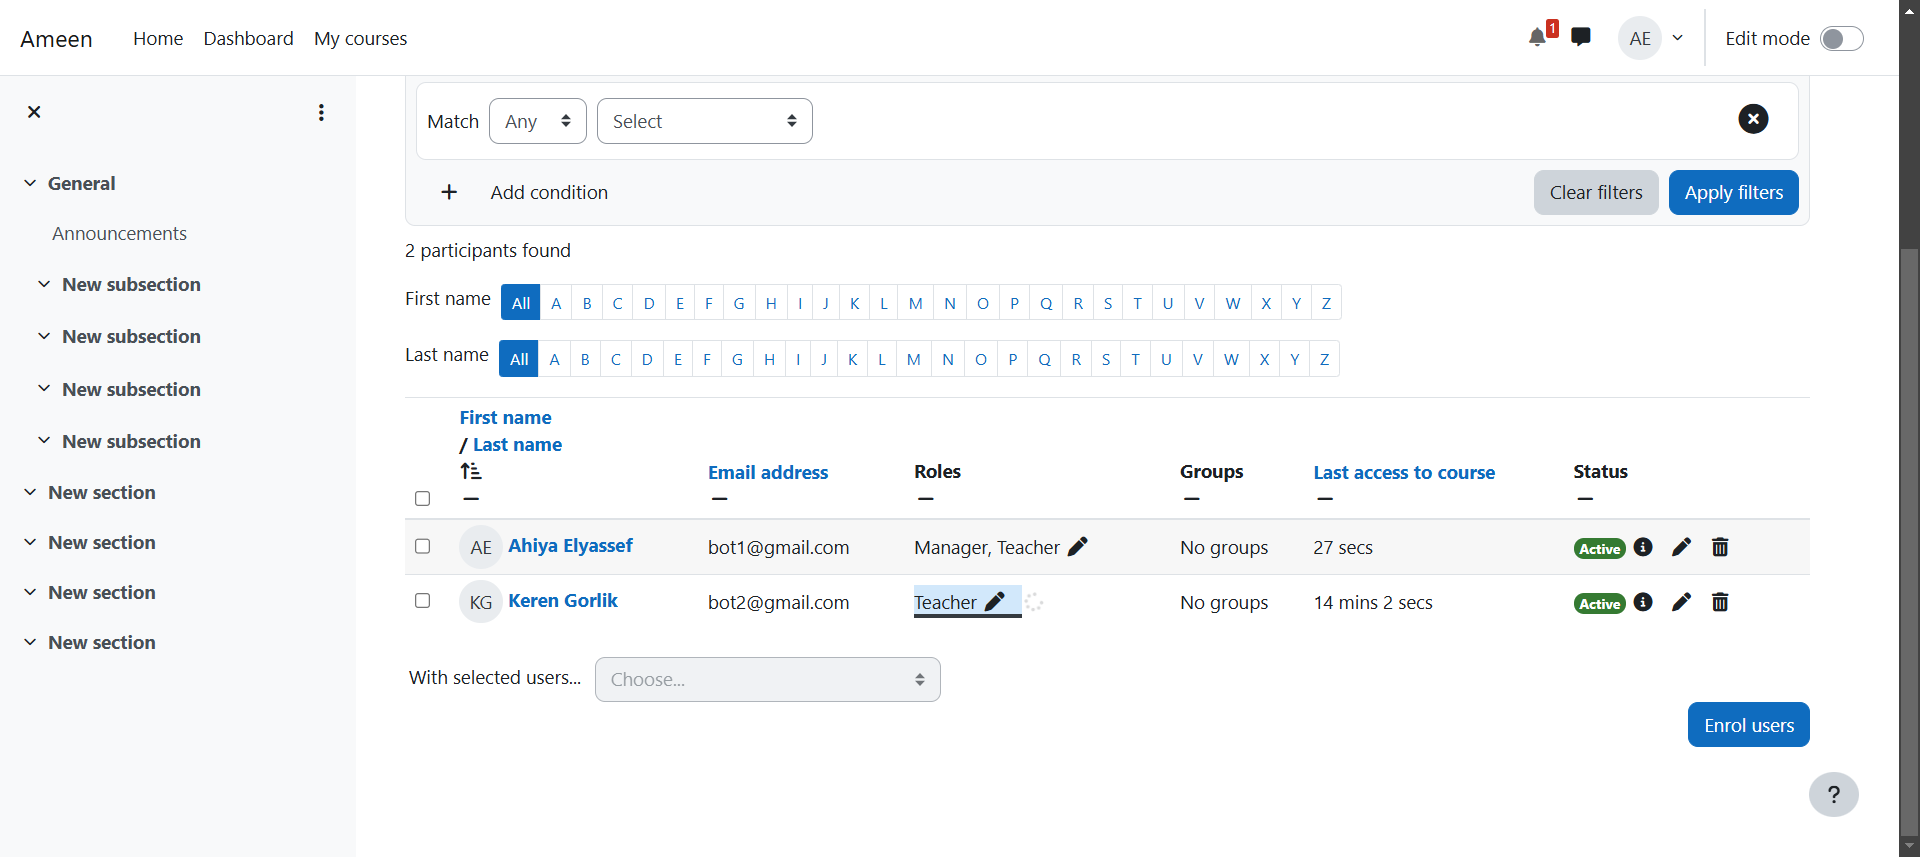 Ameen Home Dashboard My courses 1 AE Edit mode
General
Announcements
New subsection
New subsection
New subsection
New subsection
New section
New section
New section
New section
Match Any Select
+ Add condition Clear filters Apply filters
2 participants found
First name All A B C D E F G H I J K L M N O P Q R S T U V W X Y Z
Last name All A B C D E F G H I J K L M N O P Q R S T U V W X Y Z
First name
/ Last name
Email address Roles Groups Last access to course Status
AE Ahiya Elyassef bot1@gmail.com Manager, Teacher No groups 27 secs Active
KG Keren Gorlik bot2@gmail.com Teacher No groups 14 mins 2 secs Active
With selected users... Choose...
Enrol users
?